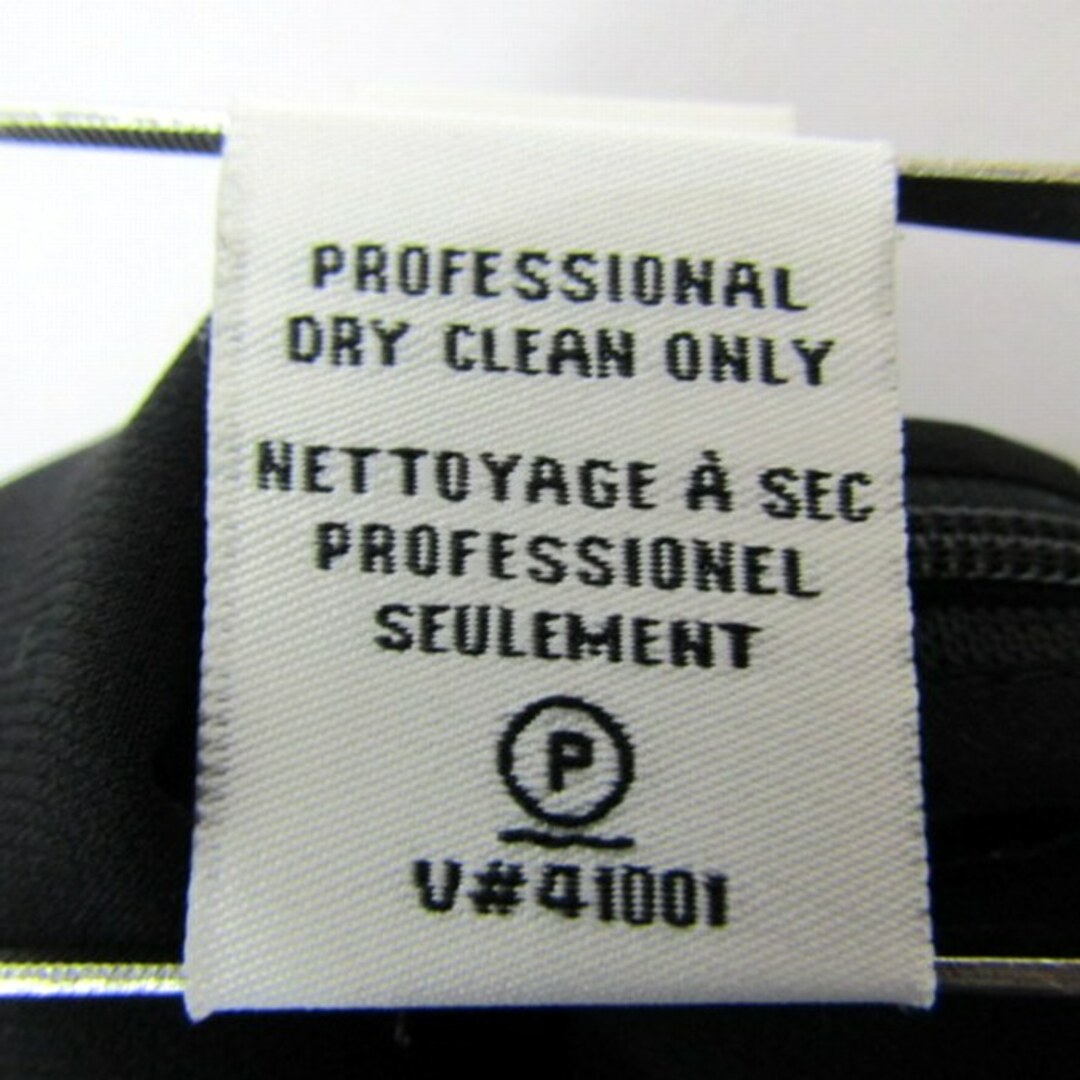 PROFESSIONAL
DRY CLEAN ONLY
NETTOYAGE À SEC
PROFESSIONEL
SEULEMENT
P
V#41001